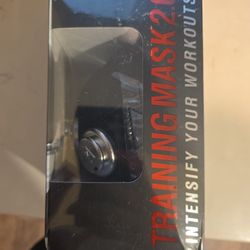 TRAINING MASK 2.0
INTENSIFY YOUR WORKOUTS